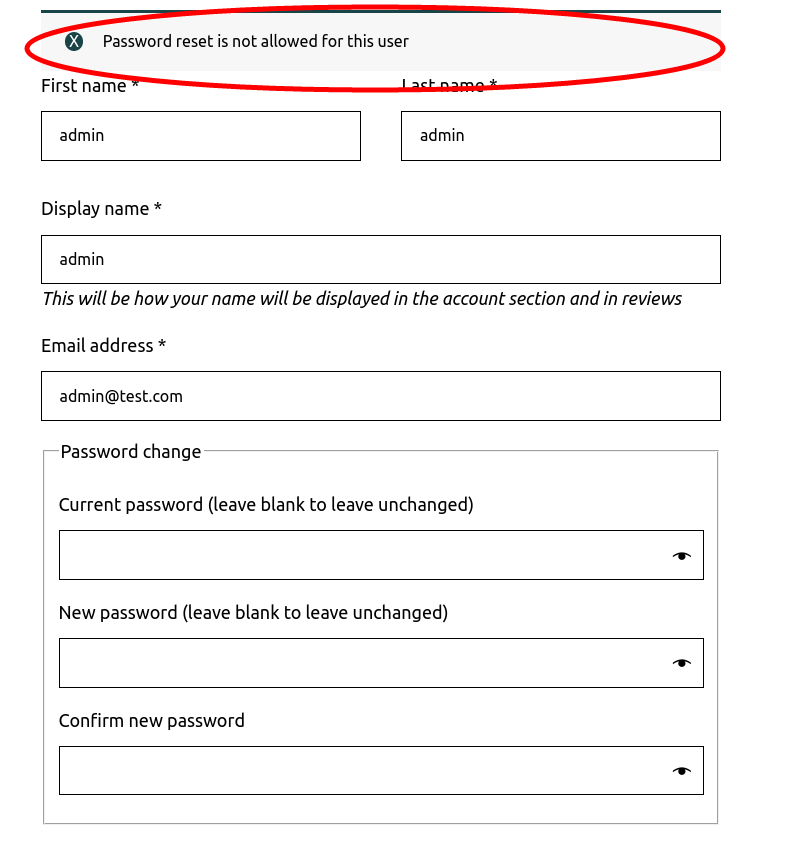 X Password reset is not allowed for this user
First name * Last name *
admin admin
Display name *
admin
This will be how your name will be displayed in the account section and in reviews
Email address *
admin@test.com
Password change
Current password (leave blank to leave unchanged)
New password (leave blank to leave unchanged)
Confirm new password